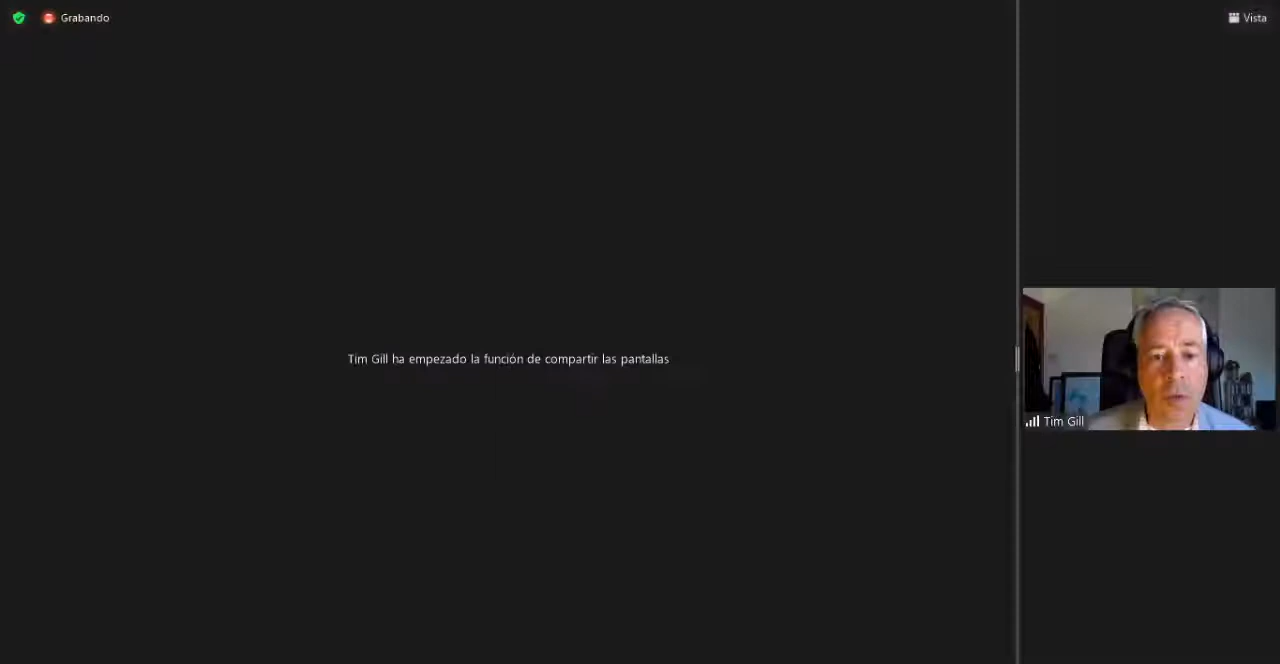 Grabando
Vista
Tim Gill ha empezado la función de compartir las pantallas
Tim Gill